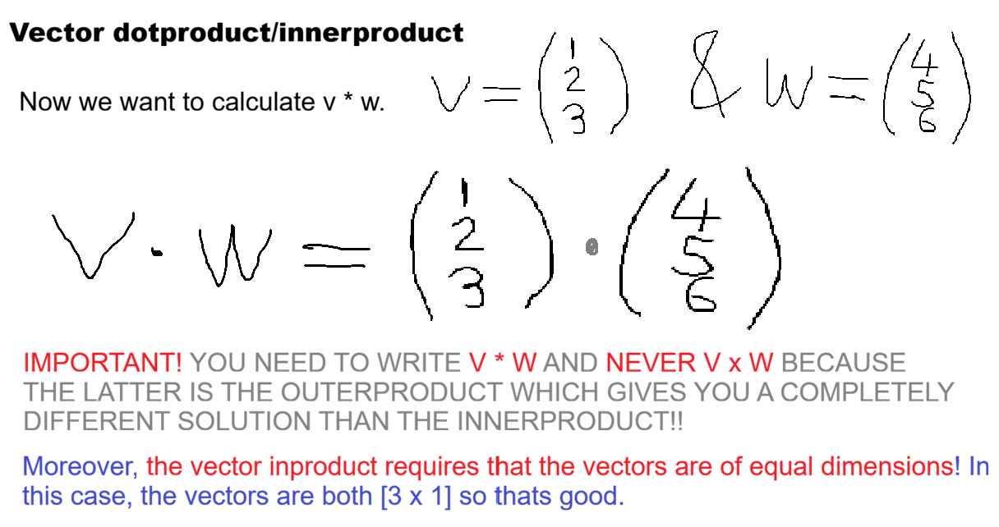 Vector dotproduct/innerproduct
Now we want to calculate v * w.
V = (1 2 3) & W = (4 5 6)
V · W = (1 2 3) · (4 5 6)
IMPORTANT! YOU NEED TO WRITE V * W AND NEVER V x W BECAUSE
THE LATTER IS THE OUTERPRODUCT WHICH GIVES YOU A COMPLETELY
DIFFERENT SOLUTION THAN THE INNERPRODUCT!!
Moreover, the vector inproduct requires that the vectors are of equal dimensions! In
this case, the vectors are both [3 x 1] so thats good.